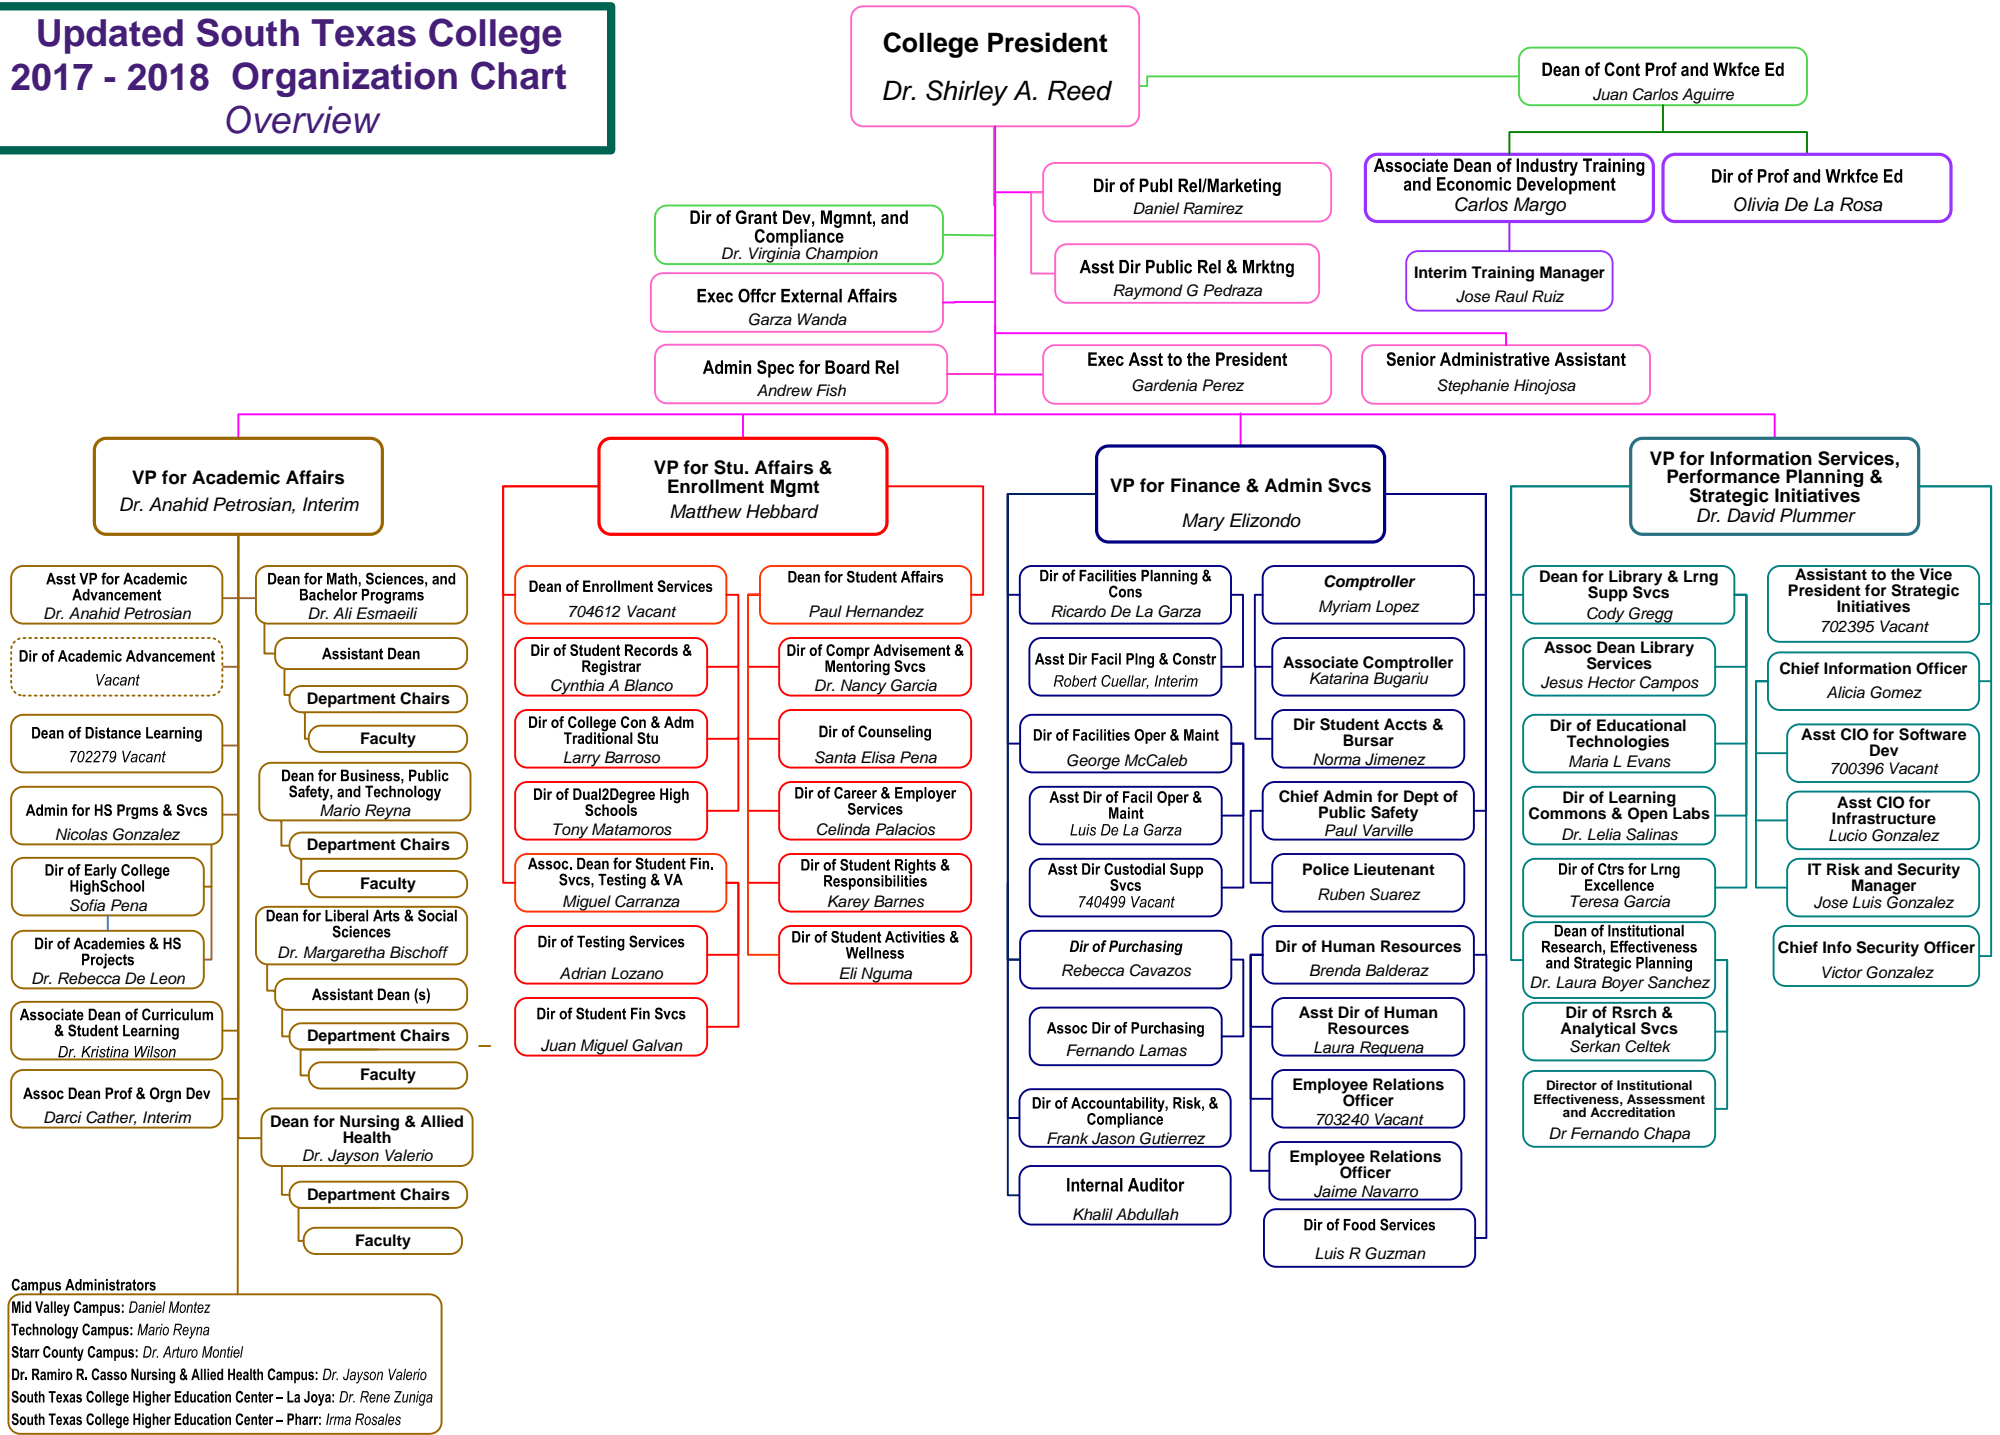 Updated South Texas College
2017 - 2018  Organization Chart
Overview
College President
Dr. Shirley A. Reed
Dean of Cont Prof and Wkfce Ed
Juan Carlos Aguirre
Associate Dean of Industry Training
and Economic Development
Carlos Margo
Dir of Prof and Wrkfce Ed
Olivia De La Rosa
Interim Training Manager
Jose Raul Ruiz
Dir of Publ Rel/Marketing
Daniel Ramirez
Dir of Grant Dev, Mgmnt, and
Compliance
Dr. Virginia Champion
Asst Dir Public Rel & Mrktng
Raymond G Pedraza
Exec Offcr External Affairs
Garza Wanda
Admin Spec for Board Rel
Andrew Fish
Exec Asst to the President
Gardenia Perez
Senior Administrative Assistant
Stephanie Hinojosa
VP for Academic Affairs
Dr. Anahid Petrosian, Interim
Asst VP for Academic
Advancement
Dr. Anahid Petrosian
Dir of Academic Advancement
Vacant
Dean of Distance Learning
702279 Vacant
Admin for HS Prgms & Svcs
Nicolas Gonzalez
Dir of Early College
HighSchool
Sofia Pena
Dir of Academies & HS
Projects
Dr. Rebecca De Leon
Associate Dean of Curriculum
& Student Learning
Dr. Kristina Wilson
Assoc Dean Prof & Orgn Dev
Darci Cather, Interim
Dean for Math, Sciences, and
Bachelor Programs
Dr. Ali Esmaeili
Assistant Dean
Department Chairs
Faculty
Dean for Business, Public
Safety, and Technology
Mario Reyna
Department Chairs
Faculty
Dean for Liberal Arts & Social
Sciences
Dr. Margaretha Bischoff
Assistant Dean (s)
Department Chairs
Faculty
Dean for Nursing & Allied
Health
Dr. Jayson Valerio
Department Chairs
Faculty
Campus Administrators
Mid Valley Campus: Daniel Montez
Technology Campus: Mario Reyna
Starr County Campus: Dr. Arturo Montiel
Dr. Ramiro R. Casso Nursing & Allied Health Campus: Dr. Jayson Valerio
South Texas College Higher Education Center – La Joya: Dr. Rene Zuniga
South Texas College Higher Education Center – Pharr: Irma Rosales
VP for Stu. Affairs &
Enrollment Mgmt
Matthew Hebbard
Dean of Enrollment Services
704612 Vacant
Dir of Student Records &
Registrar
Cynthia A Blanco
Dir of College Con & Adm
Traditional Stu
Larry Barroso
Dir of Dual2Degree High
Schools
Tony Matamoros
Assoc. Dean for Student Fin.
Svcs, Testing & VA
Miguel Carranza
Dir of Testing Services
Adrian Lozano
Dir of Student Fin Svcs
Juan Miguel Galvan
Dean for Student Affairs
Paul Hernandez
Dir of Compr Advisement &
Mentoring Svcs
Dr. Nancy Garcia
Dir of Counseling
Santa Elisa Pena
Dir of Career & Employer
Services
Celinda Palacios
Dir of Student Rights &
Responsibilities
Karey Barnes
Dir of Student Activities &
Wellness
Eli Nguma
VP for Finance & Admin Svcs
Mary Elizondo
Dir of Facilities Planning &
Cons
Ricardo De La Garza
Asst Dir Facil Plng & Constr
Robert Cuellar, Interim
Dir of Facilities Oper & Maint
George McCaleb
Asst Dir of Facil Oper &
Maint
Luis De La Garza
Asst Dir Custodial Supp
Svcs
740499 Vacant
Dir of Purchasing
Rebecca Cavazos
Assoc Dir of Purchasing
Fernando Lamas
Dir of Accountability, Risk, &
Compliance
Frank Jason Gutierrez
Internal Auditor
Khalil Abdullah
Comptroller
Myriam Lopez
Associate Comptroller
Katarina Bugariu
Dir Student Accts &
Bursar
Norma Jimenez
Chief Admin for Dept of
Public Safety
Paul Varville
Police Lieutenant
Ruben Suarez
Dir of Human Resources
Brenda Balderaz
Asst Dir of Human
Resources
Laura Requena
Employee Relations
Officer
703240 Vacant
Employee Relations
Officer
Jaime Navarro
Dir of Food Services
Luis R Guzman
VP for Information Services,
Performance Planning &
Strategic Initiatives
Dr. David Plummer
Dean for Library & Lrng
Supp Svcs
Cody Gregg
Assoc Dean Library
Services
Jesus Hector Campos
Dir of Educational
Technologies
Maria L Evans
Dir of Learning
Commons & Open Labs
Dr. Lelia Salinas
Dir of Ctrs for Lrng
Excellence
Teresa Garcia
Dean of Institutional
Research, Effectiveness
and Strategic Planning
Dr. Laura Boyer Sanchez
Dir of Rsrch &
Analytical Svcs
Serkan Celtek
Director of Institutional
Effectiveness, Assessment
and Accreditation
Dr Fernando Chapa
Assistant to the Vice
President for Strategic
Initiatives
702395 Vacant
Chief Information Officer
Alicia Gomez
Asst CIO for Software
Dev
700396 Vacant
Asst CIO for
Infrastructure
Lucio Gonzalez
IT Risk and Security
Manager
Jose Luis Gonzalez
Chief Info Security Officer
Victor Gonzalez